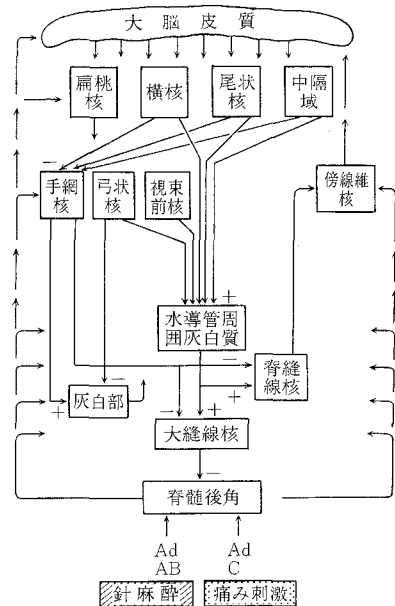 大脳皮質
扁桃
核
横核
尾状
核
中隔
域
手綱
核
弓状
核
視束
前核
傍線維
核
－
＋
水導管周
囲灰白質
－
＋
－
＋
灰白部
脊縫
線核
－
＋
大縫線核
－
脊髄後角
Ad
AB
Ad
C
針麻酔
痛み刺激